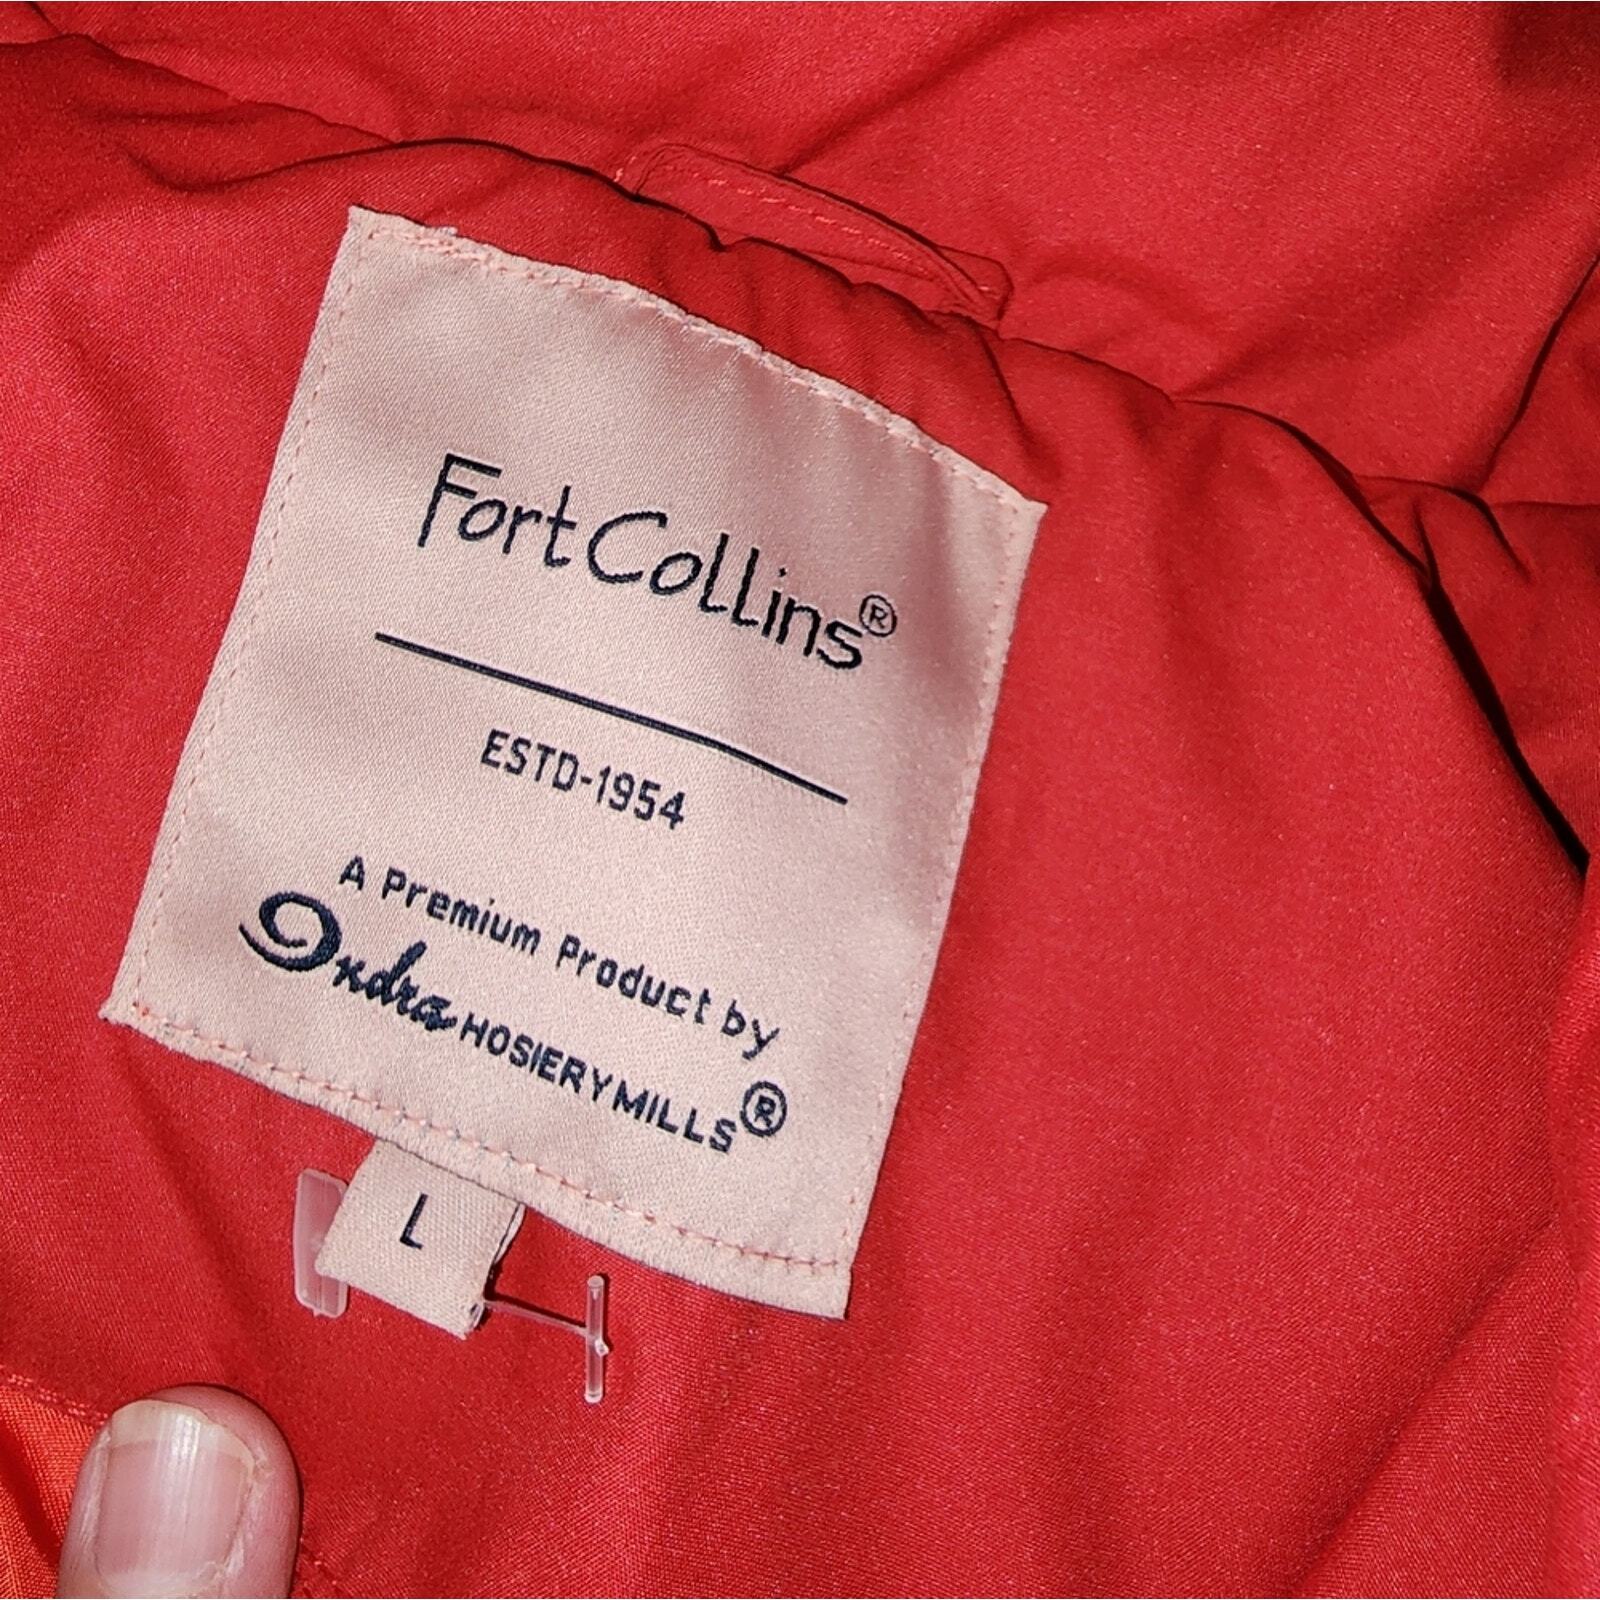 Fort Collins®
ESTD-1954
A Premium Product by
Indra HOSIERY MILLS®
L